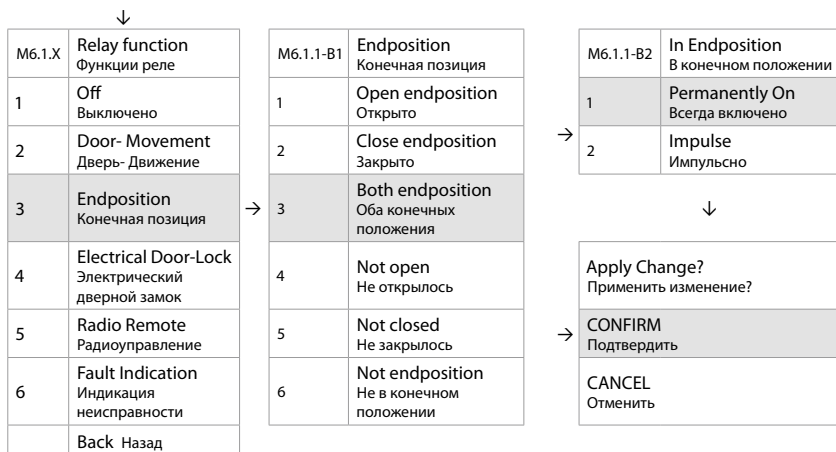 ↓
M6.1.X Relay function
Функции реле
1 Off
Выключено
2 Door- Movement
Дверь- Движение
3 Endposition
Конечная позиция
4 Electrical Door-Lock
Электрический
дверной замок
5 Radio Remote
Радиоуправление
6 Fault Indication
Индикация
неисправности
Back Назад
→
M6.1.1-B1 Endposition
Конечная позиция
1 Open endposition
Открыто
2 Close endposition
Закрыто
3 Both endposition
Оба конечных
положения
4 Not open
Не открылось
5 Not closed
Не закрылось
6 Not endposition
Не в конечном
положении
→
M6.1.1-B2 In Endposition
В конечном положении
1 Permanently On
Всегда включено
2 Impulse
Импульсно
↓
Apply Change?
Применить изменение?
→ CONFIRM
Подтвердить
CANCEL
Отменить